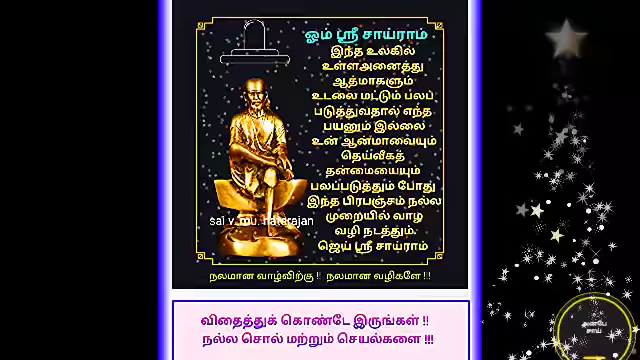 ஓம் ஸ்ரீ சாய்ராம்
இந்த உலகில்
உள்ளஅனைத்து
ஆத்மாகளும்
உடலை மட்டும் பலப்
படுத்துவதால் எந்த
பயனும் இல்லை
உன் ஆன்மாவையும்
தெய்வீகத்
தன்மையையும்
பலப்படுத்தும் போது
இந்த பிரபஞ்சம் நல்ல
முறையில் வாழ
வழி நடத்தும்.
ஜெய் ஸ்ரீ சாய்ராம்
sai v. mu. natarajan
நலமான வாழ்விற்கு !! நலமான வழிகளே !!!
விதைத்துக் கொண்டே இருங்கள் !!
நல்ல சொல் மற்றும் செயல்களை !!!
அன்பே
சாய்